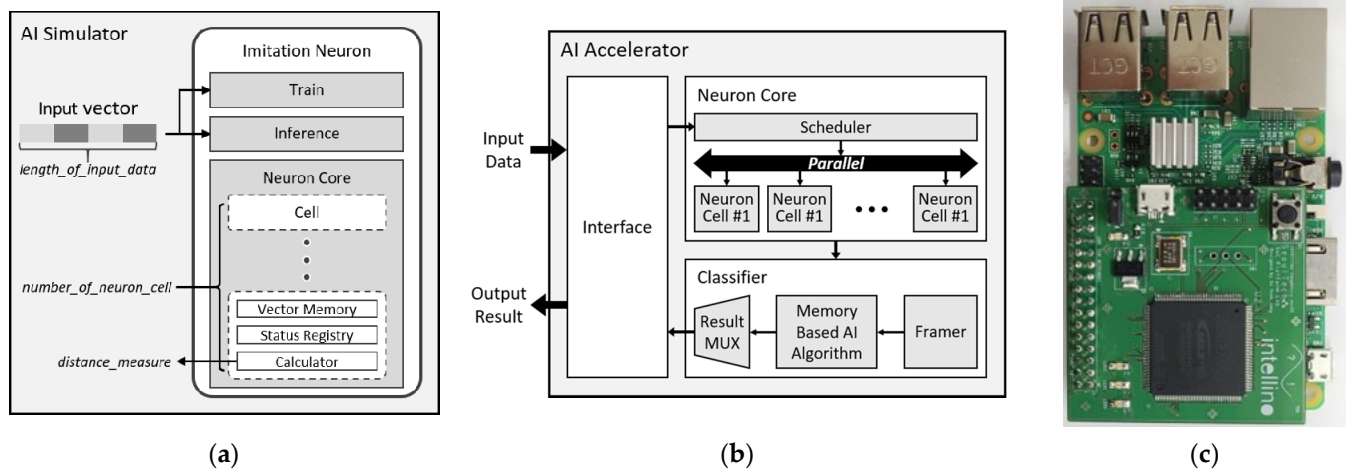 AI Simulator
Input vector
length_of_input_data
number_of_neuron_cell
distance_measure
Imitation Neuron
Train
Inference
Neuron Core
Cell
Vector Memory
Status Registry
Calculator
(a)
AI Accelerator
Input
Data
Output
Result
Interface
Neuron Core
Scheduler
Parallel
Neuron
Cell #1
Neuron
Cell #1
Neuron
Cell #1
Classifier
Result
MUX
Memory
Based AI
Algorithm
Framer
(b)
GCT
GCT
intellino
(c)